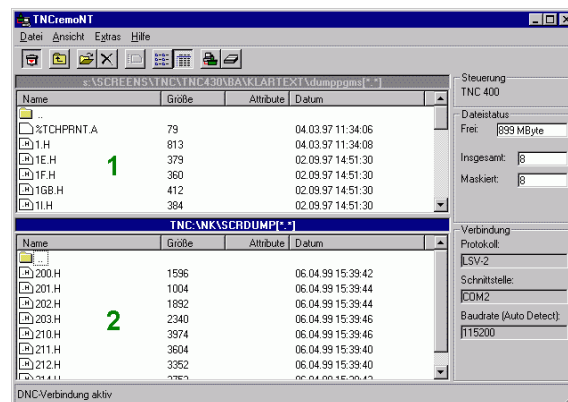 TNCremoNT
Datei Ansicht Extras Hilfe
s:\SCREENS\TNC\TNC430\BA\KLARTEXT\dumppgms[*.*]
Name Größe Attribute Datum
..
%TCHPRNT.A 79 04.03.97 11:34:06
1.H 813 04.03.97 11:34:08
1E.H 379 02.09.97 14:51:30
1F.H 360 02.09.97 14:51:30
1GB.H 412 02.09.97 14:51:30
1I.H 384 02.09.97 14:51:30
1
TNC:\NK\SCRDUMP[*.*]
Name Größe Attribute Datum
..
200.H 1596 06.04.99 15:39:42
201.H 1004 06.04.99 15:39:44
202.H 1892 06.04.99 15:39:44
203.H 2340 06.04.99 15:39:46
210.H 3974 06.04.99 15:39:46
211.H 3604 06.04.99 15:39:40
212.H 3352 06.04.99 15:39:40
2
Steuerung
TNC 400
Dateistatus
Frei: 899 MByte
Insgesamt: 8
Maskiert: 8
Verbindung
Protokoll:
LSV-2
Schnittstelle:
COM2
Baudrate (Auto Detect):
115200
DNC-Verbindung aktiv